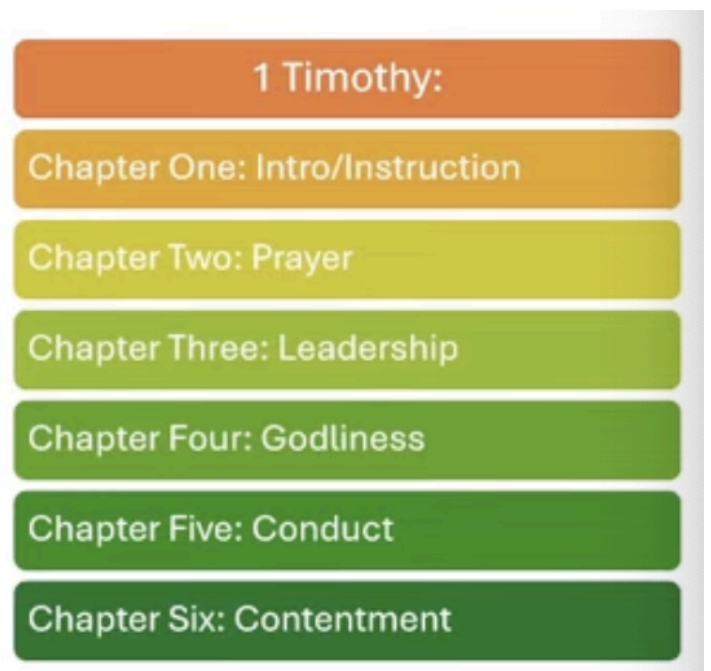 1 Timothy:
Chapter One: Intro/Instruction
Chapter Two: Prayer
Chapter Three: Leadership
Chapter Four: Godliness
Chapter Five: Conduct
Chapter Six: Contentment